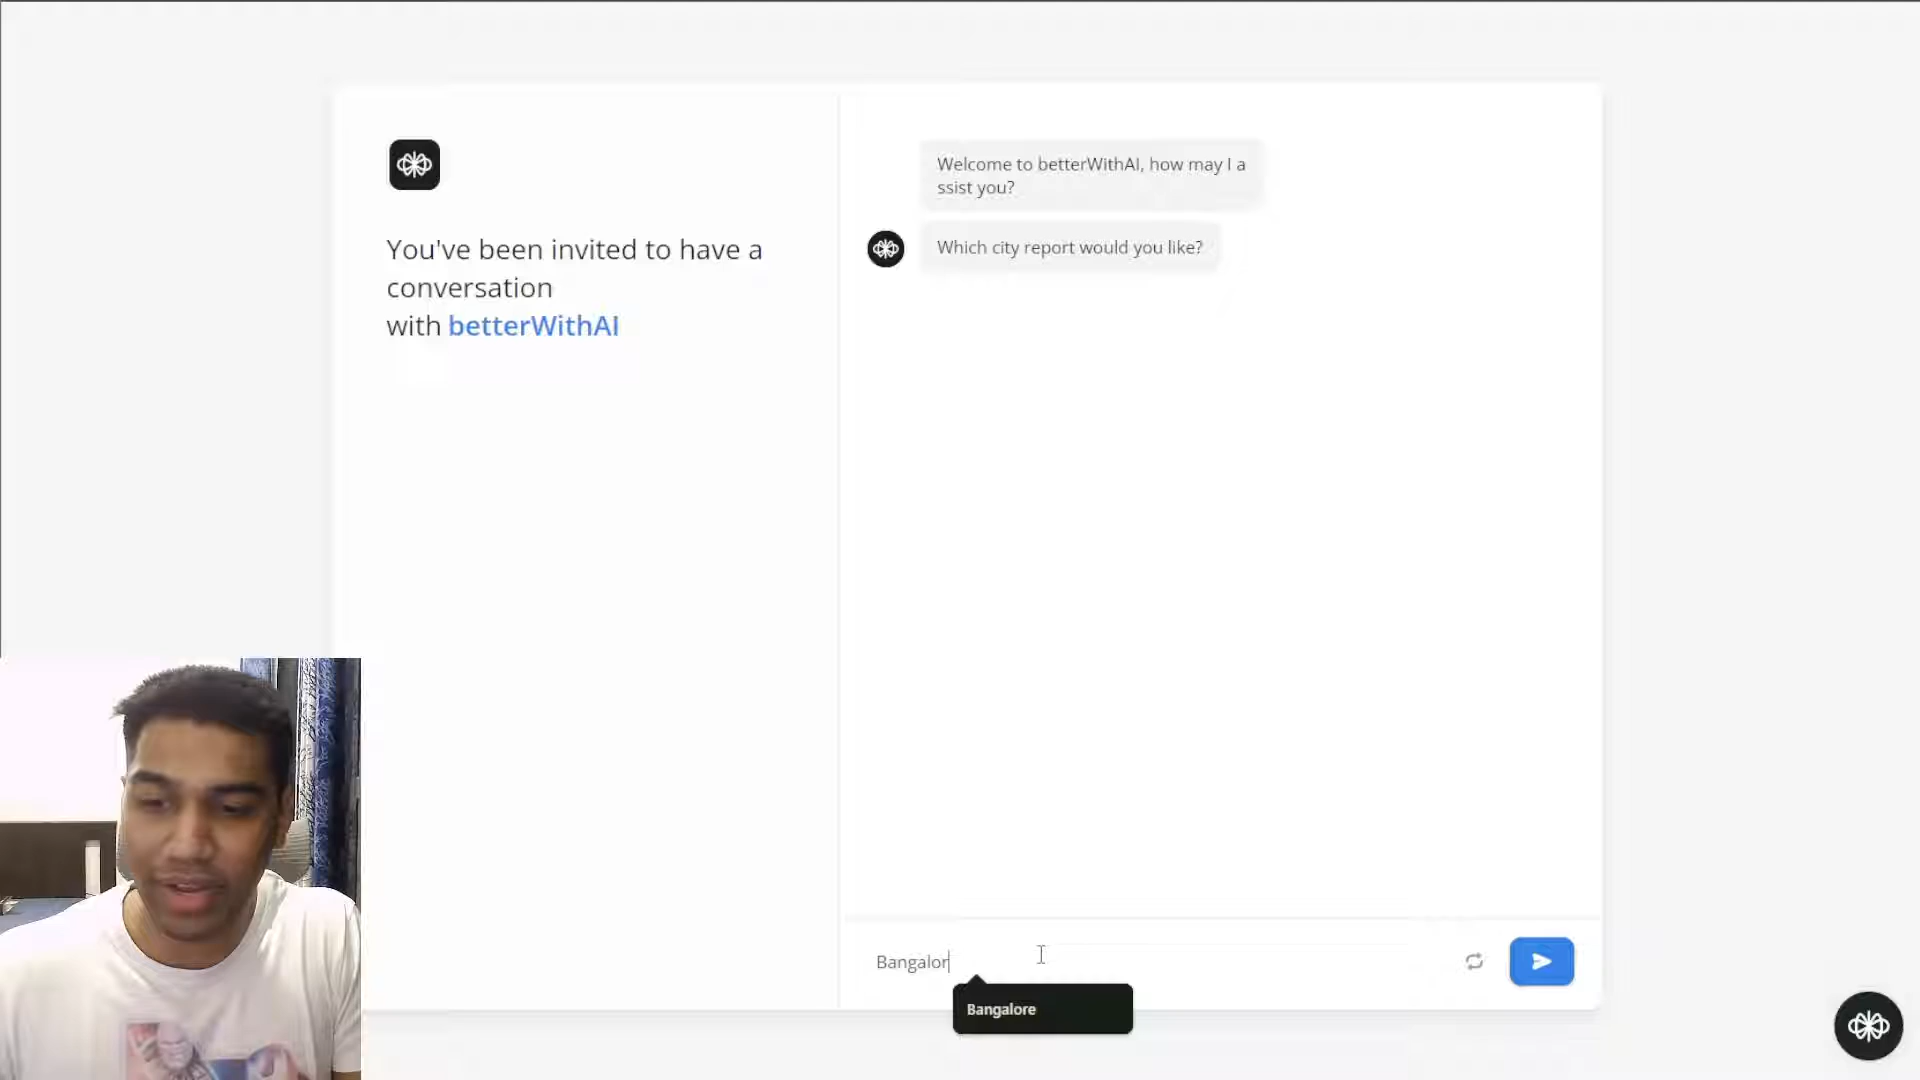 You've been invited to have a
conversation
with betterWithAI
Welcome to betterWithAI, how may I a
ssist you?
Which city report would you like?
Bangalor
Bangalore